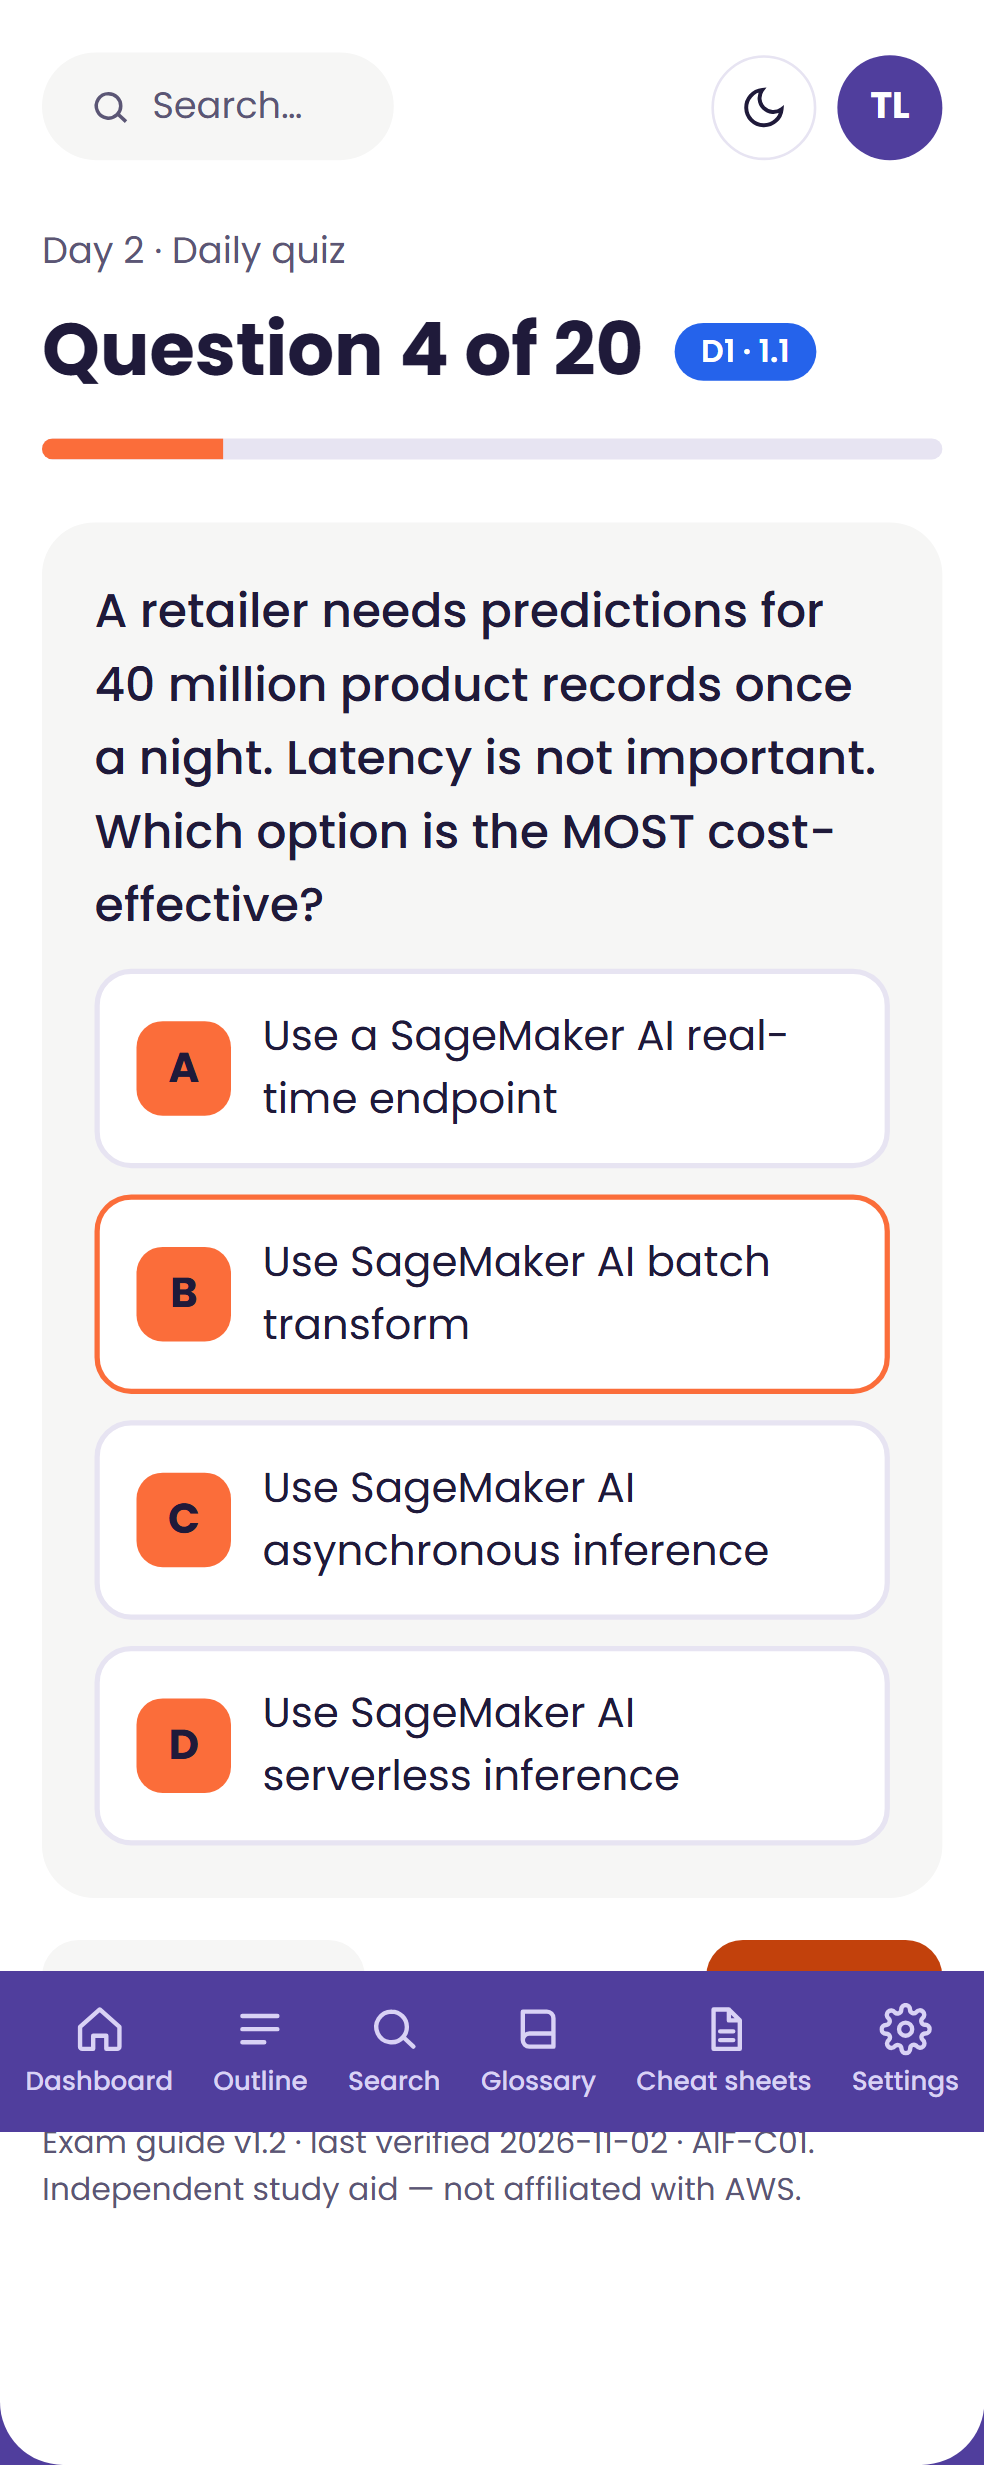 Search...
TL
Day 2 · Daily quiz
Question 4 of 20
D1 · 1.1
A retailer needs predictions for
40 million product records once
a night. Latency is not important.
Which option is the MOST cost-
effective?
A
Use a SageMaker AI real-
time endpoint
B
Use SageMaker AI batch
transform
C
Use SageMaker AI
asynchronous inference
D
Use SageMaker AI
serverless inference
Dashboard
Outline
Search
Glossary
Cheat sheets
Settings
Exam guide v1.2 · last verified 2026-11-02 · AIF-C01.
Independent study aid — not affiliated with AWS.